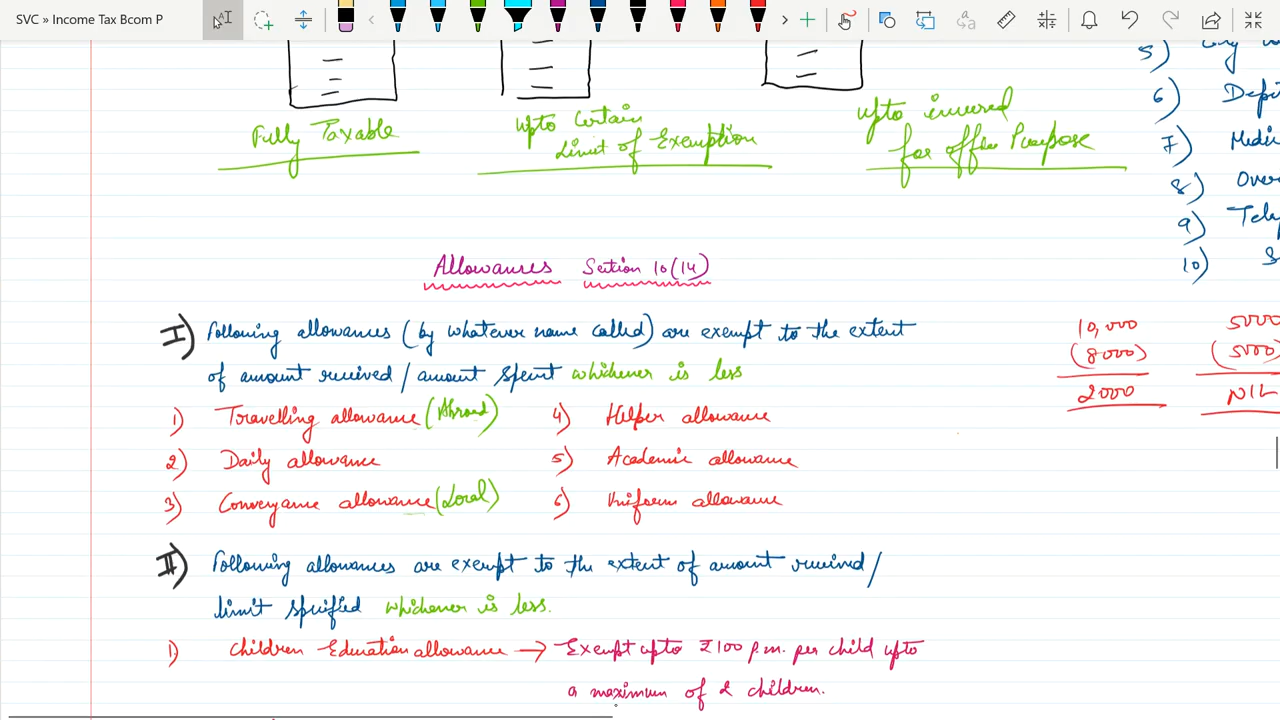 SVC » Income Tax Bcom P
Fully Taxable
upto Certain
Limit of Exemption
upto incured
for office Purpose
5)
6)
7)
8)
9)
10)
Allowances Section 10(14)
I) Following allowances (by whatever name called) are exempt to the extent
of amount received / amount spent whichever is less
1) Travelling allowance (Abroad) 4) Helper allowance
2) Daily allowance 5) Academic allowance
3) Conveyance allowance (Local) 6) Uniform allowance
10,000 5000
(8000) (5000)
2000 NIL
II) Following allowances are exempt to the extent of amount received /
limit specified whichever is less.
1) Children Education allowance → Exempt upto ₹100 p.m. per child upto
a maximum of 2 children.